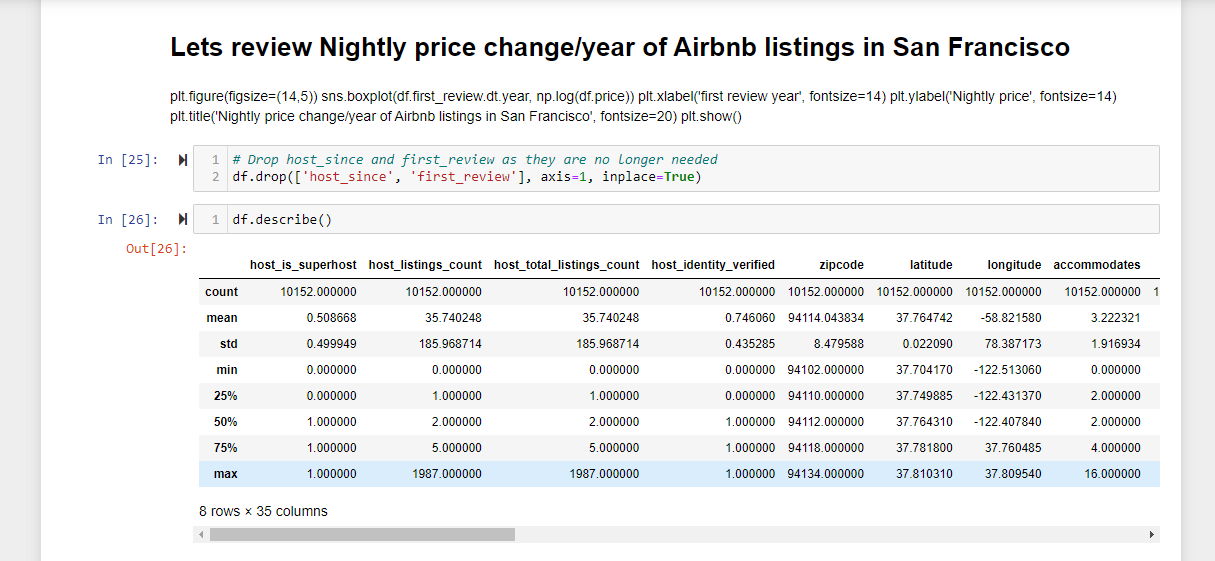 Lets review Nightly price change/year of Airbnb listings in San Francisco
plt.figure(figsize=(14,5)) sns.boxplot(df.first_review.dt.year, np.log(df.price)) plt.xlabel('first review year', fontsize=14) plt.ylabel('Nightly price', fontsize=14)
plt.title('Nightly price change/year of Airbnb listings in San Francisco', fontsize=20) plt.show()
In [25]: 1 # Drop host_since and first_review as they are no longer needed
2 df.drop(['host_since', 'first_review'], axis=1, inplace=True)
In [26]: 1 df.describe()
Out[26]:
host_is_superhost host_listings_count host_total_listings_count host_identity_verified zipcode latitude longitude accommodates
count 10152.000000 10152.000000 10152.000000 10152.000000 10152.000000 10152.000000 10152.000000 10152.000000 1
mean 0.508668 35.740248 35.740248 0.746060 94114.043834 37.764742 -58.821580 3.222321
std 0.499949 185.968714 185.968714 0.435285 8.479588 0.022090 78.387173 1.916934
min 0.000000 0.000000 0.000000 0.000000 94102.000000 37.704170 -122.513060 0.000000
25% 0.000000 1.000000 1.000000 0.000000 94110.000000 37.749885 -122.431370 2.000000
50% 1.000000 2.000000 2.000000 1.000000 94112.000000 37.764310 -122.407840 2.000000
75% 1.000000 5.000000 5.000000 1.000000 94118.000000 37.781800 37.760485 4.000000
max 1.000000 1987.000000 1987.000000 1.000000 94134.000000 37.810310 37.809540 16.000000
8 rows × 35 columns